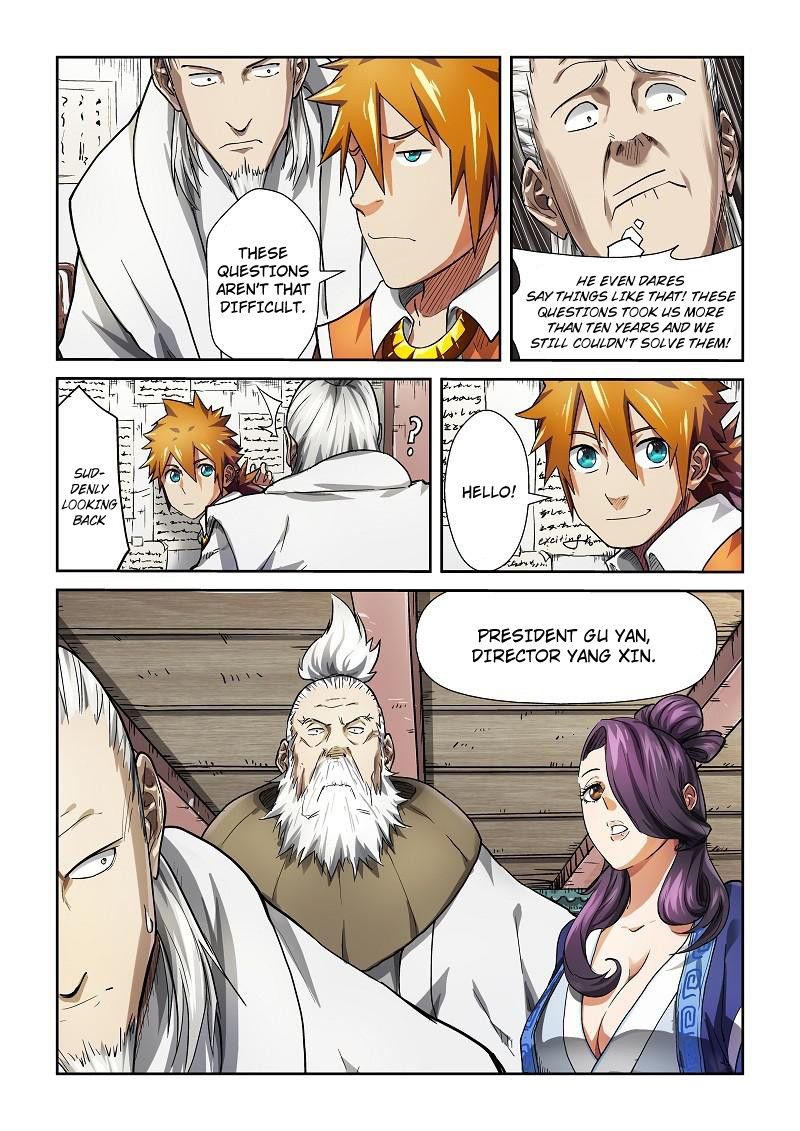 THESE
QUESTIONS
AREN'T THAT
DIFFICULT.
HE EVEN DARES
SAY THINGS LIKE THAT! THESE
QUESTIONS TOOK US MORE
THAN TEN YEARS AND WE
STILL COULDN'T SOLVE THEM!
SUD-
DENLY
LOOKING
BACK
?
HELLO!
exciting
PRESIDENT GU YAN,
DIRECTOR YANG XIN.